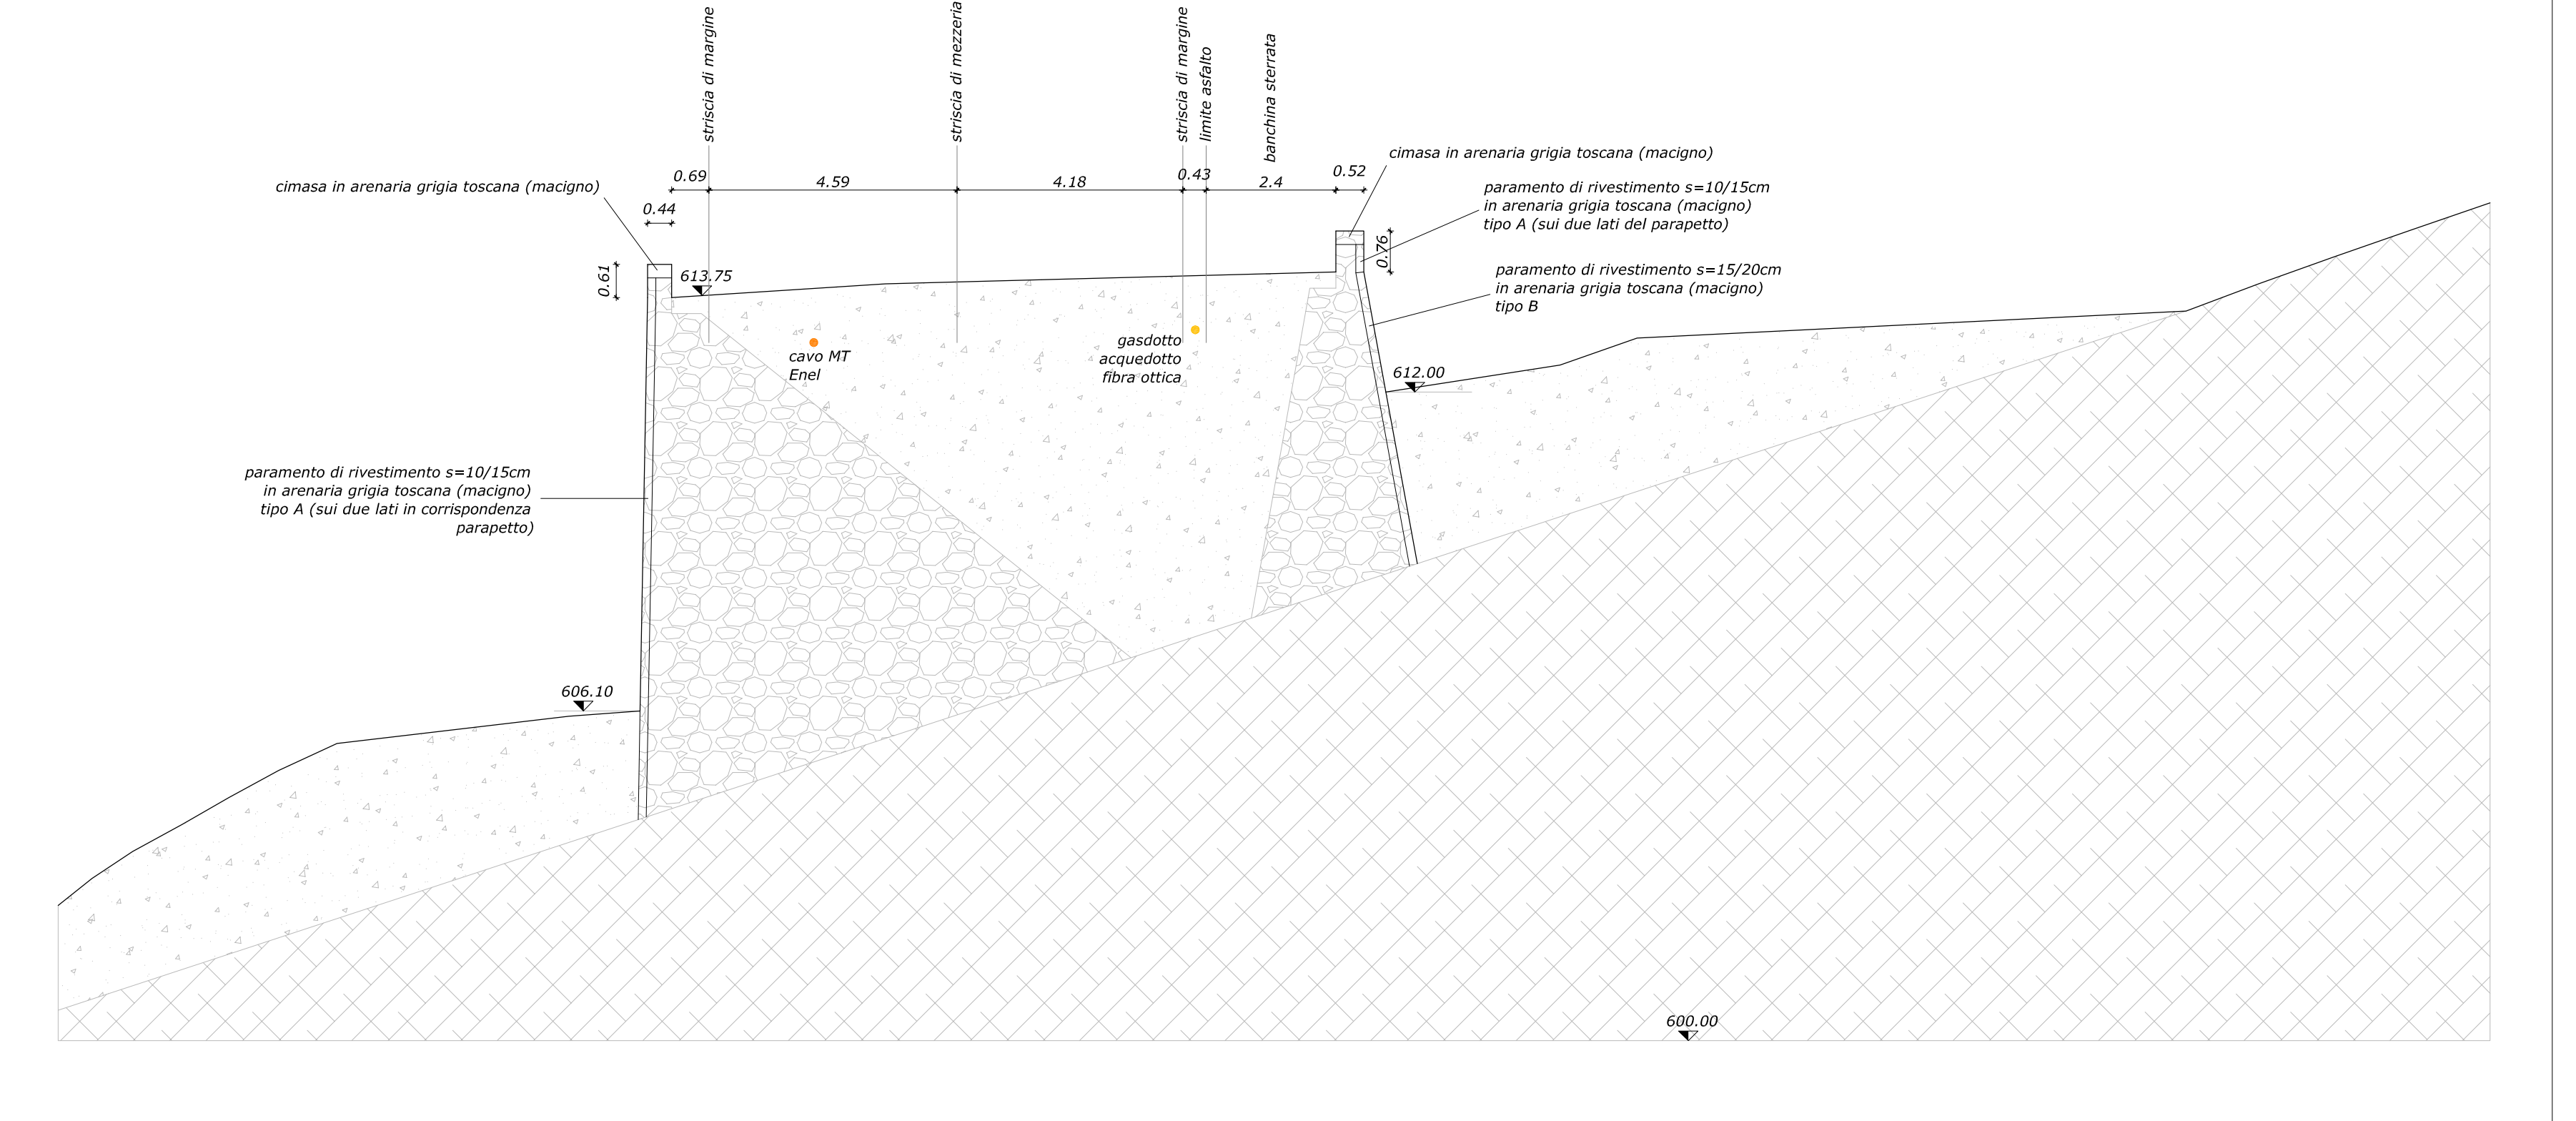 striscia di margine
striscia di mezzeria
striscia di margine
limite asfalto
banchina sterrata
cimasa in arenaria grigia toscana (macigno)
0.69
4.59
4.18
0.43
2.4
0.52
cimasa in arenaria grigia toscana (macigno)
paramento di rivestimento s=10/15cm
in arenaria grigia toscana (macigno)
tipo A (sui due lati del parapetto)
0.44
0.61
613.75
0.76
paramento di rivestimento s=15/20cm
in arenaria grigia toscana (macigno)
tipo B
cavo MT
Enel
gasdotto
acquedotto
fibra ottica
612.00
paramento di rivestimento s=10/15cm
in arenaria grigia toscana (macigno)
tipo A (sui due lati in corrispondenza
parapetto)
606.10
600.00